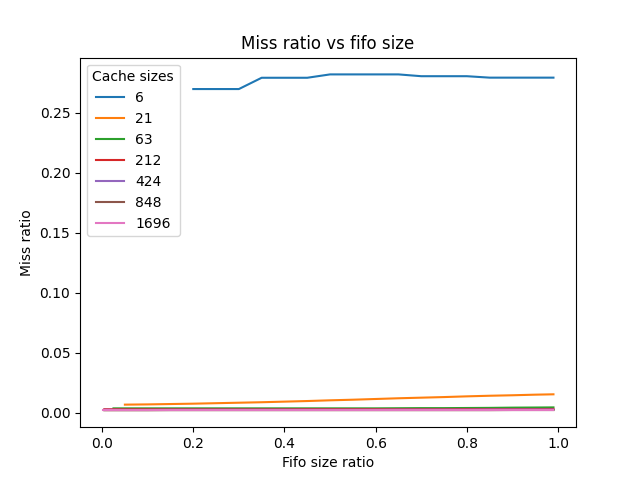 Miss ratio vs fifo size
Cache sizes
6
21
63
212
424
848
1696
0.25
0.20
0.15
0.10
0.05
0.00
Miss ratio
0.0 0.2 0.4 0.6 0.8 1.0
Fifo size ratio